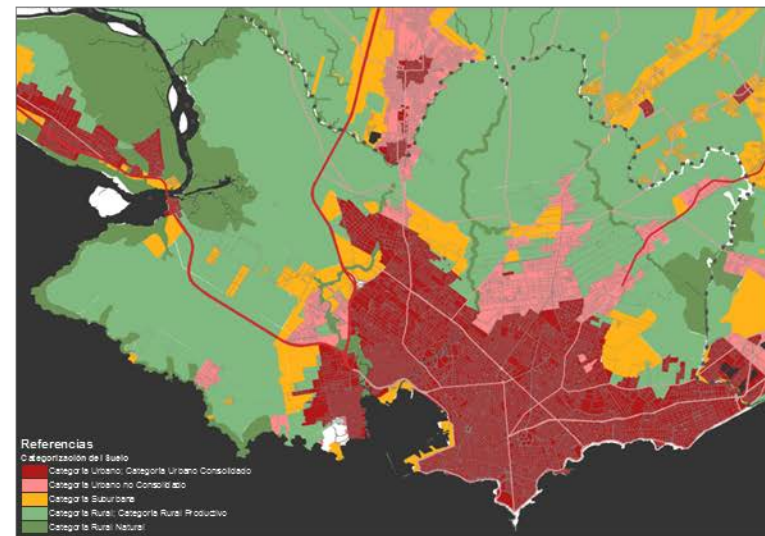 Referencias
Categorización del Suelo
Categoría Urbano; Categoría Urbano Consolidado
Categoría Urbano no Consolidado
Categoría Suburbana
Categoría Rural; Categoría Rural Productivo
Categoría Rural Natural